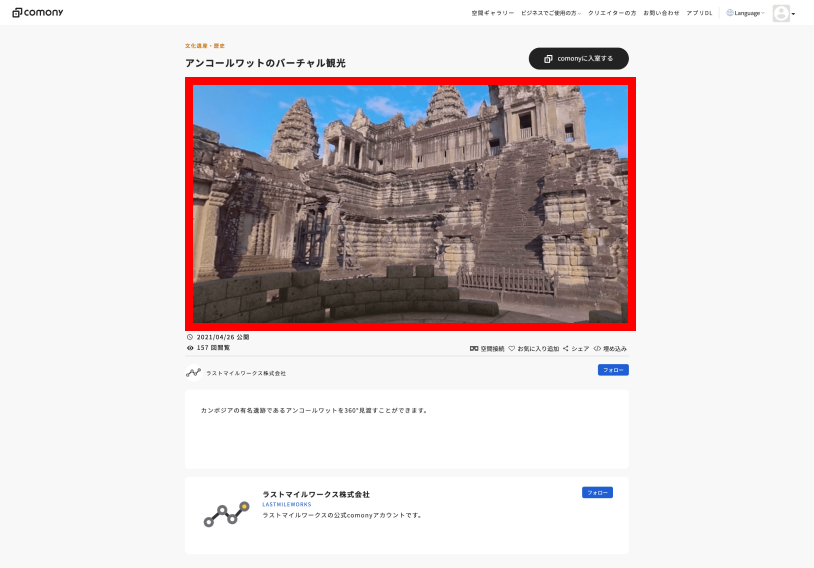 comony
空間ギャラリー ビジネスでご使用の方 クリエイターの方 お問い合わせ アプリDL Language
文化遺産・歴史
アンコールワットのバーチャル観光
comonyに入室する
2021/04/26 公開
157 回閲覧
空間接続 お気に入り追加 シェア 埋め込み
ラストマイルワークス株式会社
フォロー
カンボジアの有名遺跡であるアンコールワットを360°見渡すことができます。
ラストマイルワークス株式会社
フォロー
LASTMILEWORKS
ラストマイルワークスの公式comonyアカウントです。